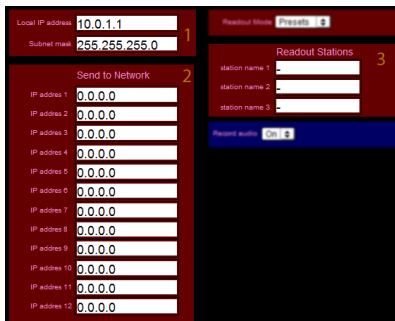 Local IP address 10.0.1.1
Subnet mask 255.255.255.0
1
Send to Network 2
IP addres 1 0.0.0.0
IP addres 2 0.0.0.0
IP addres 3 0.0.0.0
IP addres 4 0.0.0.0
IP addres 5 0.0.0.0
IP addres 6 0.0.0.0
IP addres 7 0.0.0.0
IP addres 8 0.0.0.0
IP addres 9 0.0.0.0
IP addres 10 0.0.0.0
IP addres 11 0.0.0.0
IP addres 12 0.0.0.0
Readout Mode Presets
Readout Stations 3
station name 1 -
station name 2 -
station name 3 -
Record audio On